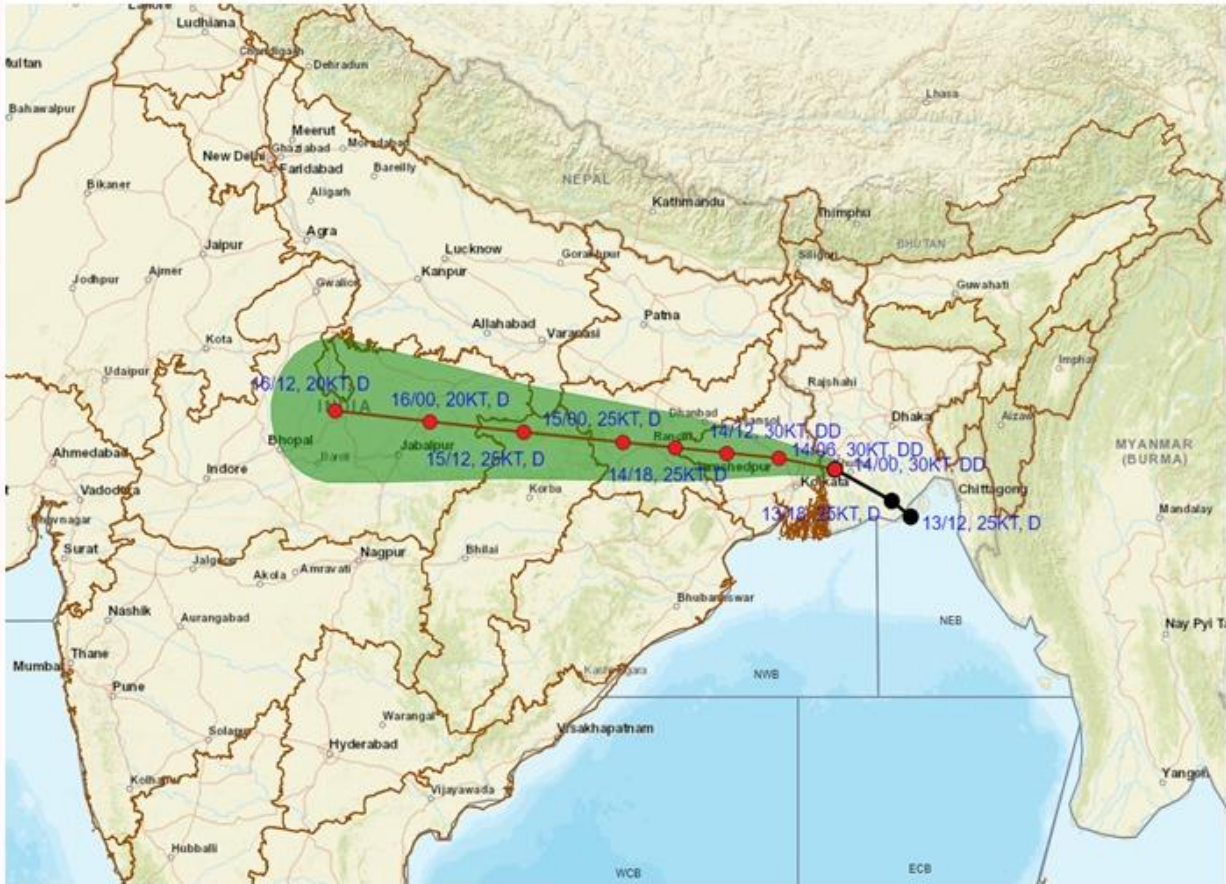 Ludhiana
Chandigarh
Dehradun
Multan
Bahawalpur
Lhasa
Meerut
Ghaziabad
Moradabad
New Delhi
Faridabad
Bareilly
Bikaner
Aligarh
NEPAL
Kathmandu
Thimphu
Agra
Jaipur
Lucknow
Gorakhpur
Siliguri
BHUTAN
Jodhpur
Ajmer
Kanpur
Gwalior
Guwahati
Patna
Allahabad
Varanasi
Kota
Imphal
Udaipur
16/12, 20KT, D
Rajshahi
16/00, 20KT, D
INDIA
15/00, 25KT, D
Dhanbad
Dhaka
Aizawl
14/12, 30KT, DD
Ranchi
MYANMAR
(BURMA)
Bhopal
Jabalpur
14/06, 30KT, DD
15/12, 25KT, D
14/18, 25KT, D
Jamshedpur
14/00, 30KT, DD
Ahmedabad
Indore
Kolkata
Chittagong
Vadodara
Korba
13/18, 25KT, D
13/12, 25KT, D
Mandalay
Surat
Nagpur
Bhilai
Akola
Amravati
Nashik
Aurangabad
Bhubaneswar
NEB
Nay Pyi Ta
Mumbai
Thane
NWB
Pune
Warangal
Visakhapatnam
Solapur
Hyderabad
Kolhapur
Yangon
Vijayawada
Hubballi
WCB
ECB